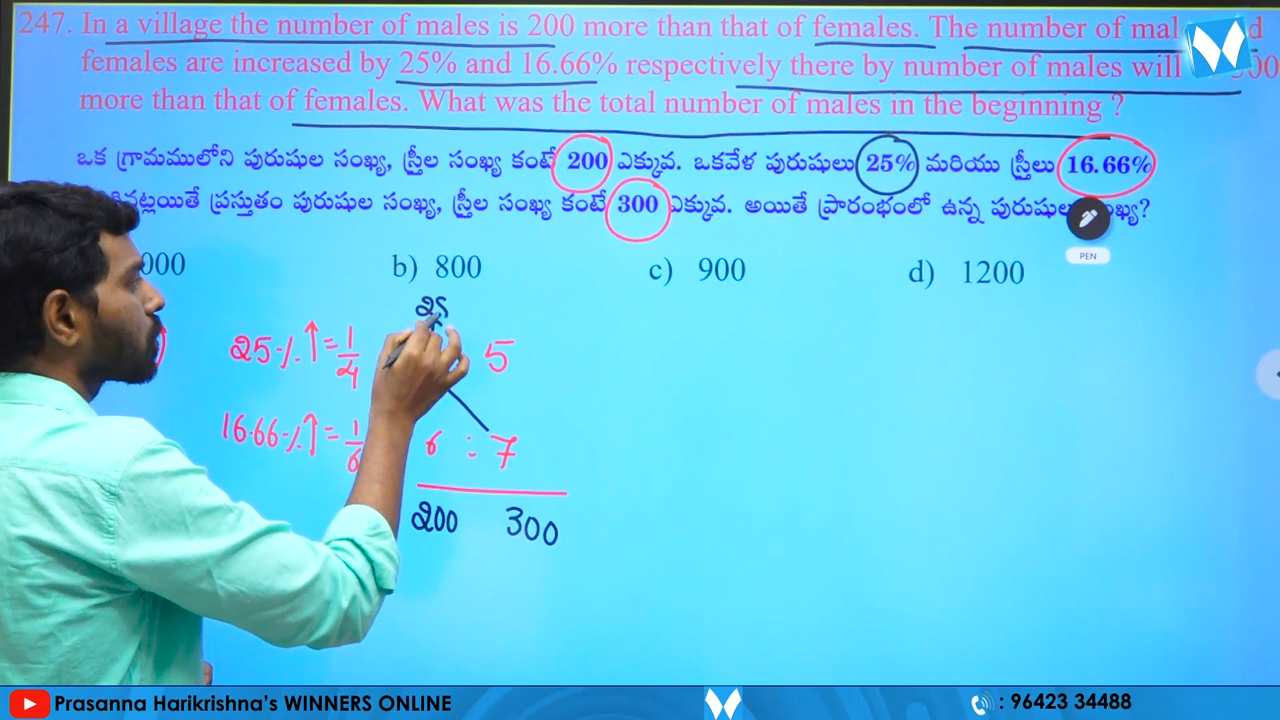 247. In a village the number of males is 200 more than that of females. The number of
females are increased by 25% and 16.66% respectively there by number of males will
more than that of females. What was the total number of males in the beginning ?
ఒక గ్రామములోని పురుషుల సంఖ్య, స్త్రీల సంఖ్య కంటే 200 ఎక్కువ. ఒకవేళ పురుషులు 25% మరియు స్త్రీలు 16.66%
ప్రస్తుతం పురుషుల సంఖ్య, స్త్రీల సంఖ్య కంటే 300 ఎక్కువ. అయితే ప్రారంభంలో ఉన్న
PEN
b) 800 c) 900 d) 1200
25
25% ↑ = 1/4 5
16.66% ↑ = 1/6 6 : 7
200 300
Prasanna Harikrishna's WINNERS ONLINE : 96423 34488